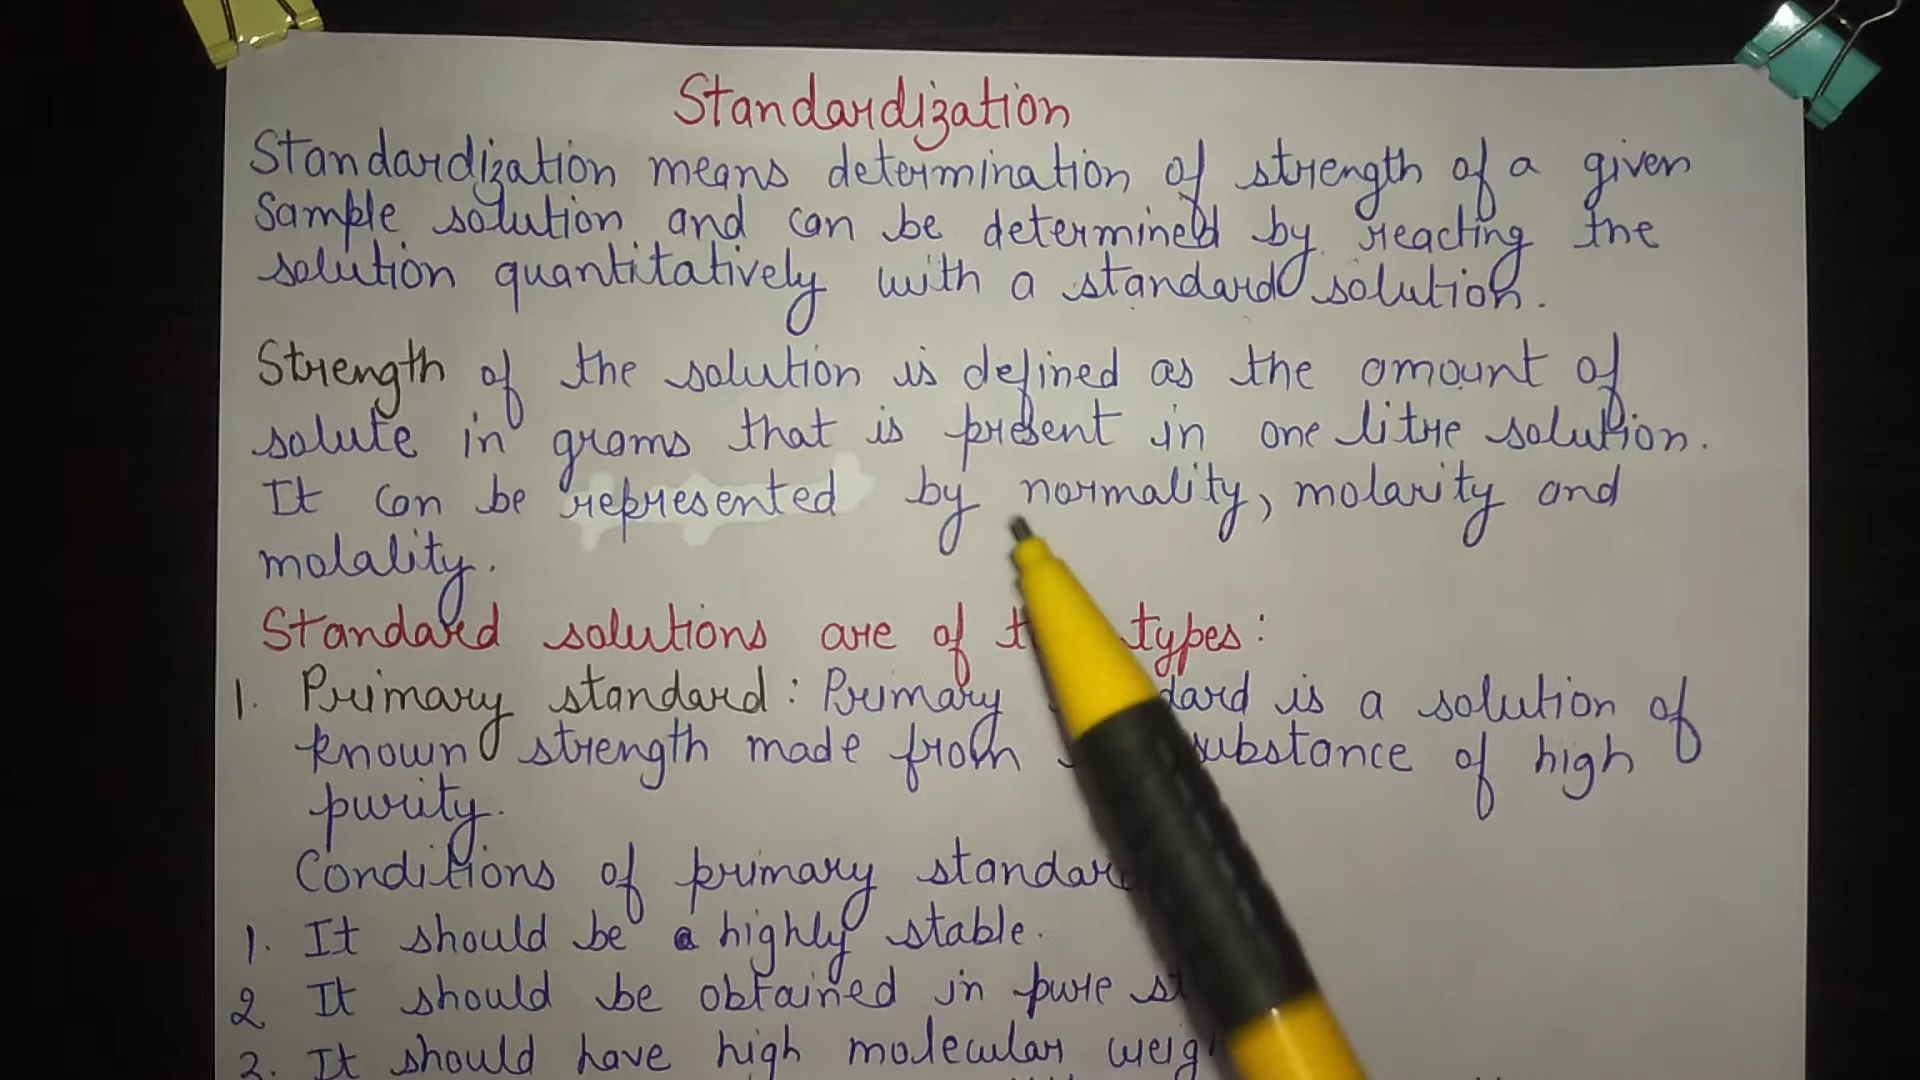 Standardization
Standardization means determination of strength of a given
Sample solution and can be determined by reacting the
solution quantitatively with a standard solution.
Strength of the solution is defined as the amount of
solute in grams that is present in one litre solution.
It can be represented by normality, molarity and
molality.
Standard solutions are of types:
1. Primary standard: Primary is a solution of
known strength made from substance of high
purity.
Conditions of primary
1. It should be a highly stable.
2 It should be obtained in pure
3. It should have high molecular